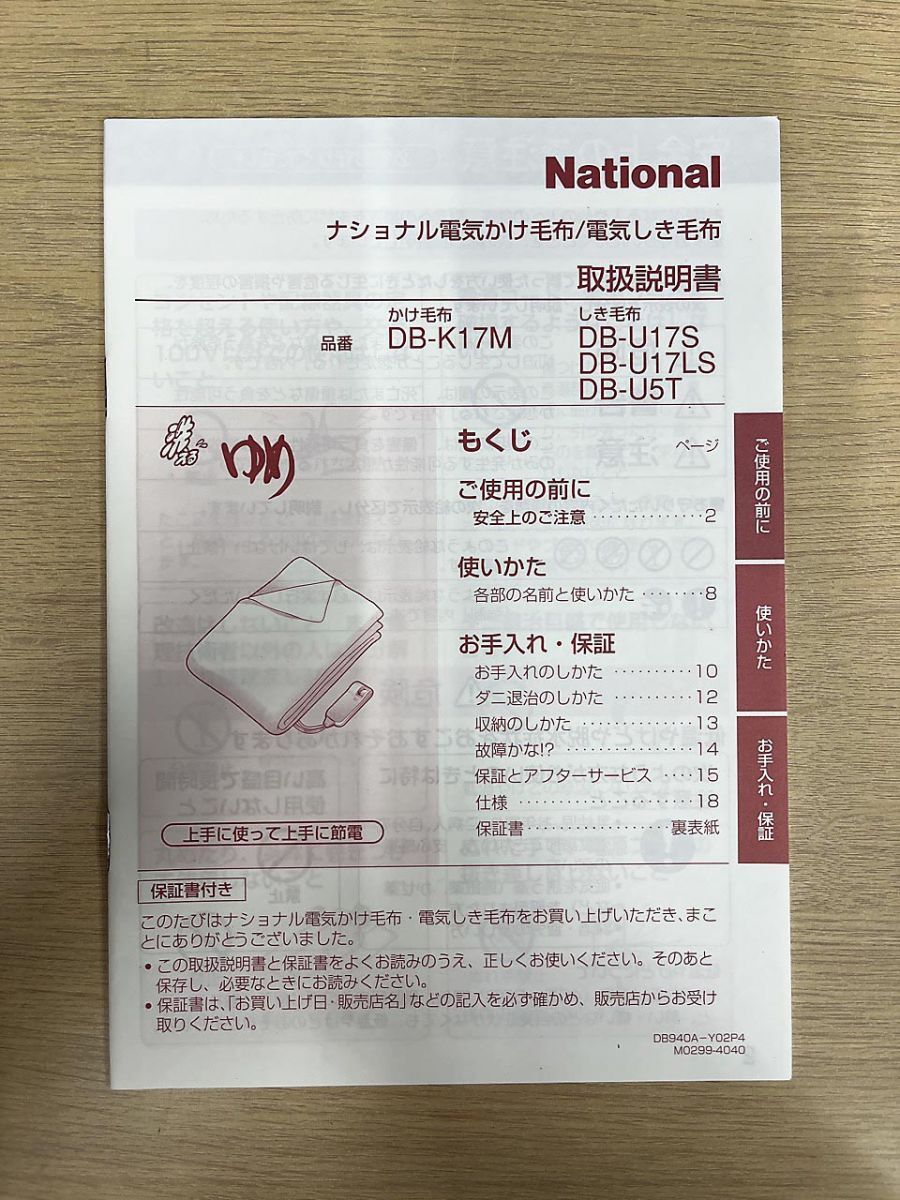 National
ナショナル電気かけ毛布/電気しき毛布
取扱説明書
品番
かけ毛布
DB-K17M
しき毛布
DB-U17S
DB-U17LS
DB-U5T
洗える
ゆめ
もくじ ページ
ご使用の前に
安全上のご注意 ‥‥‥‥‥‥‥ 2
使いかた
各部の名前と使いかた ‥‥‥‥ 8
お手入れ・保証
お手入れのしかた ‥‥‥‥‥ 10
ダニ退治のしかた ‥‥‥‥‥ 12
収納のしかた ‥‥‥‥‥‥‥ 13
故障かな!? ‥‥‥‥‥‥‥‥ 14
保証とアフターサービス ‥‥ 15
仕様 ‥‥‥‥‥‥‥‥‥‥‥ 18
保証書 ‥‥‥‥‥‥‥‥‥ 裏表紙
上手に使って上手に節電
ご使用の前に
使いかた
お手入れ・保証
保証書付き
このたびはナショナル電気かけ毛布・電気しき毛布をお買い上げいただき、まこ
とにありがとうございました。
• この取扱説明書と保証書をよくお読みのうえ、正しくお使いください。そのあと
保存し、必要なときにお読みください。
• 保証書は、「お買い上げ日・販売店名」などの記入を必ず確かめ、販売店からお受け
取りください。
DB940A-Y02P4
M0299-4040